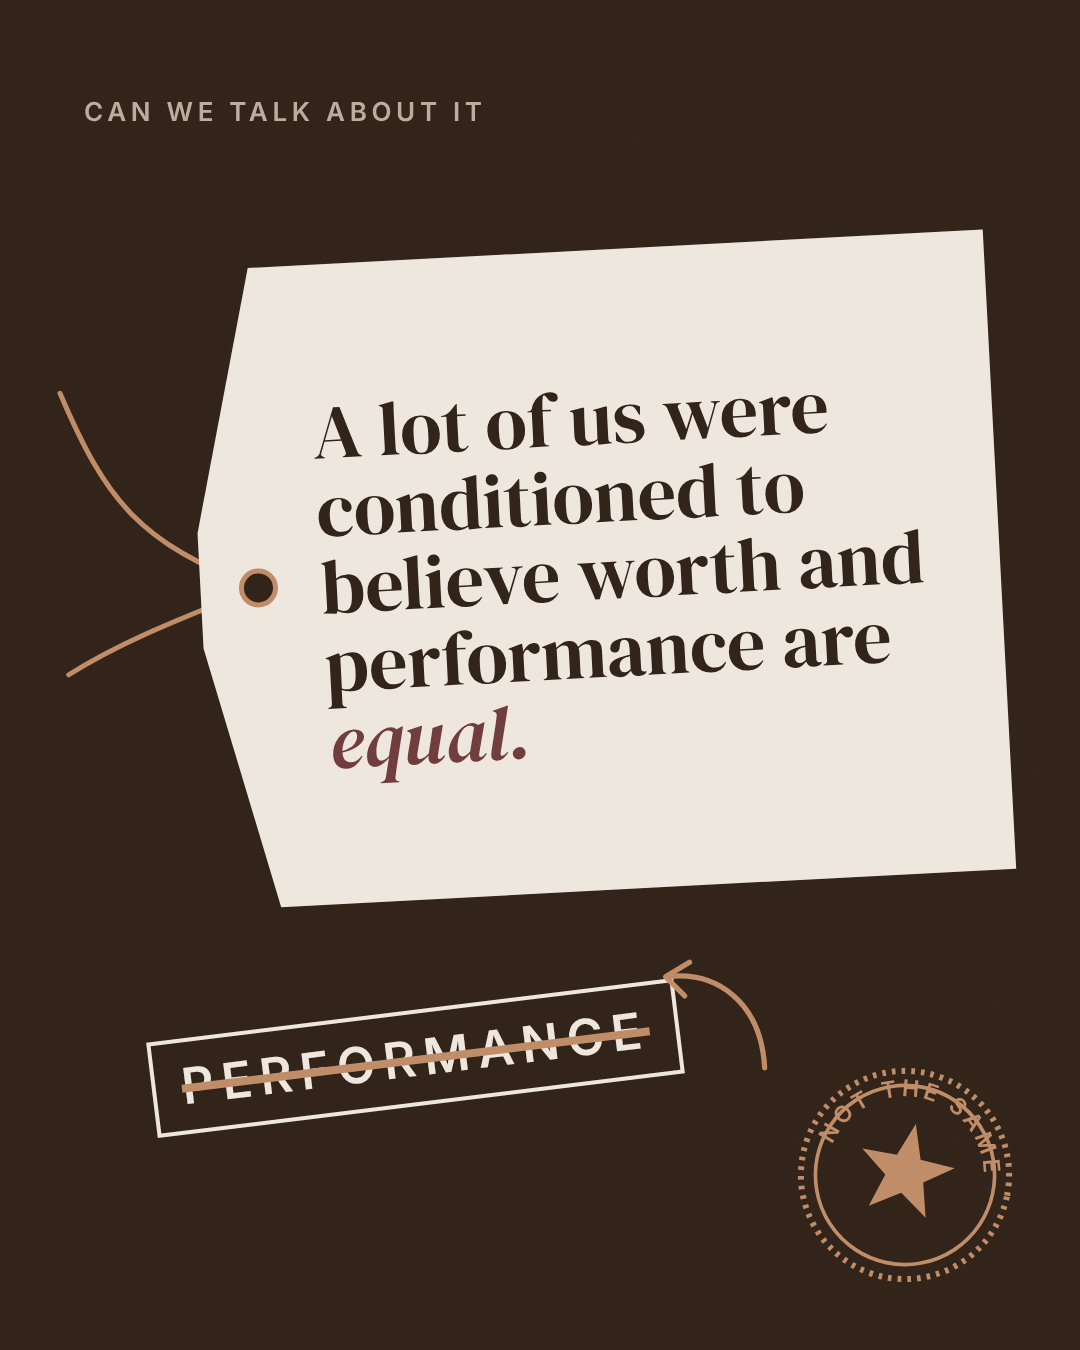 CAN WE TALK ABOUT IT
A lot of us were
conditioned to
believe worth and
performance are
equal.
PERFORMANCE
NOT THE SAME